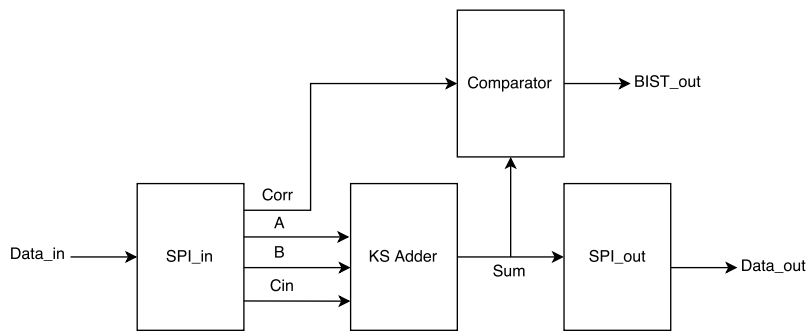 Comparator
BIST_out
Corr
A
Data_in
SPI_in
B
KS Adder
Sum
SPI_out
Data_out
Cin